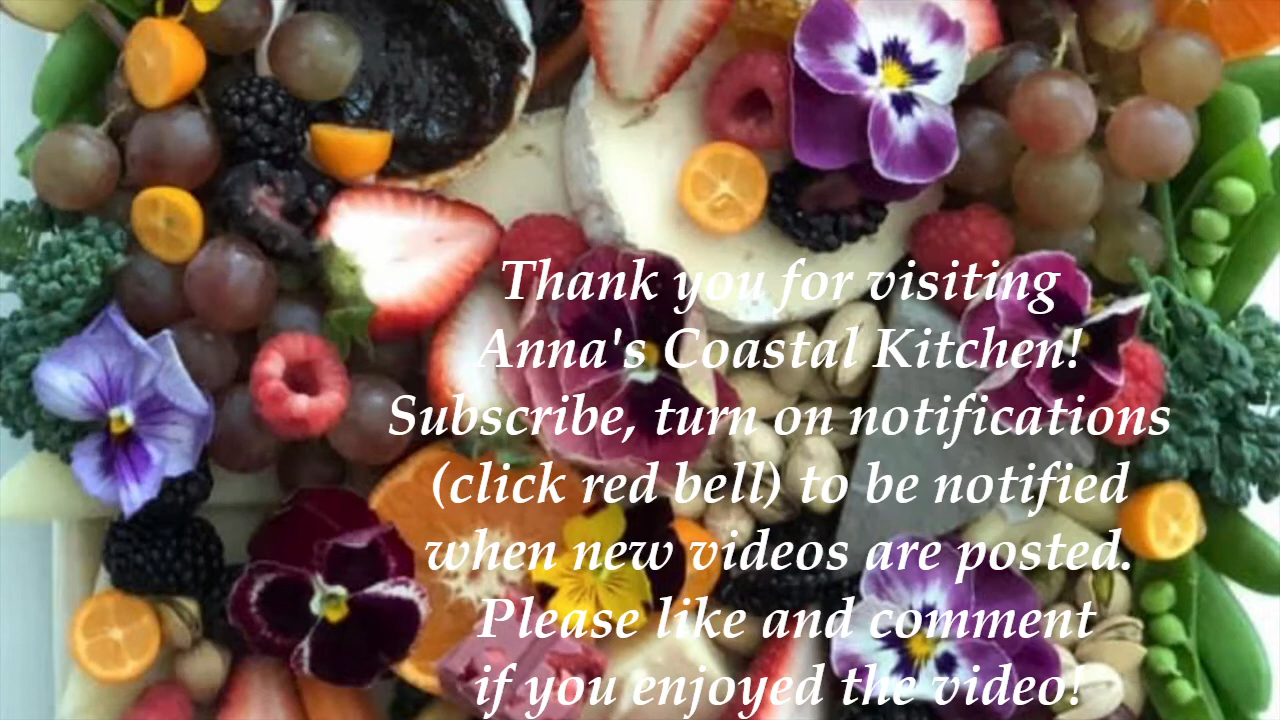 Thank you for visiting
Anna's Coastal Kitchen!
Subscribe, turn on notifications
(click red bell) to be notified
when new videos are posted.
Please like and comment
if you enjoyed the video!